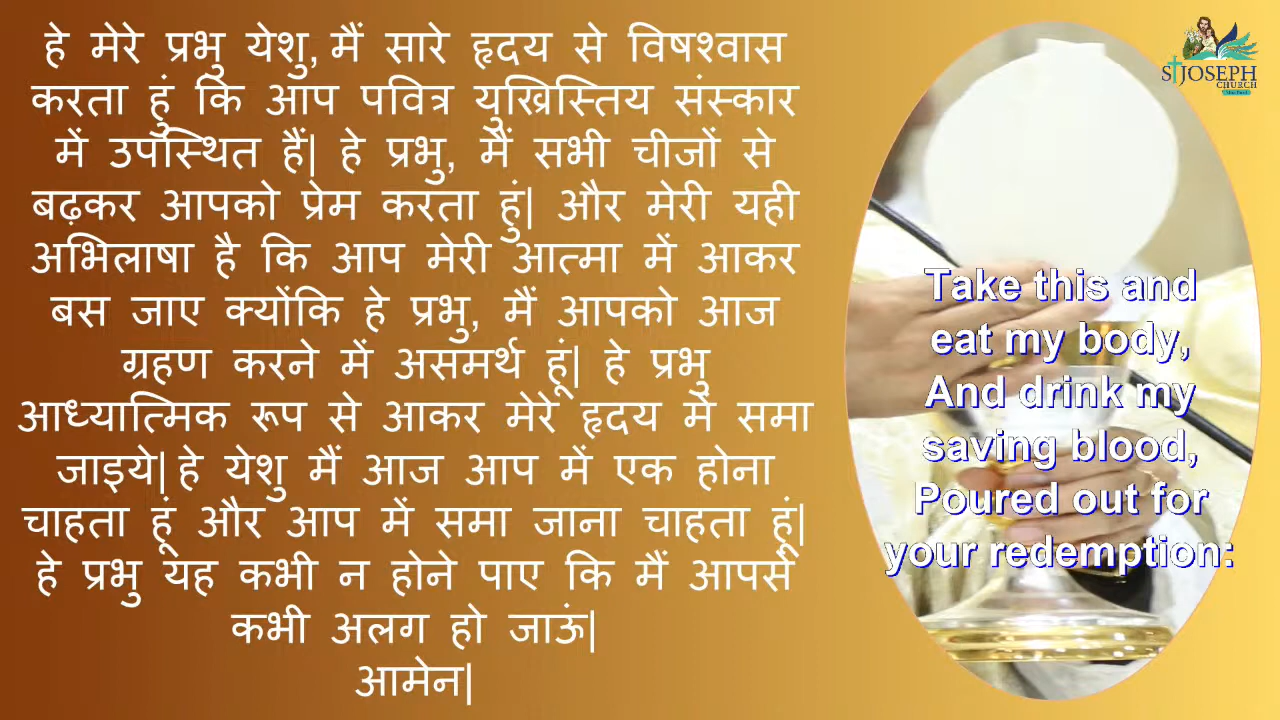 हे मेरे प्रभु येशु, मैं सारे हृदय से विषश्वास
करता हुं कि आप पवित्र युख्रिस्तिय संस्कार
में उपस्थित हैं| हे प्रभु, मैं सभी चीजों से
बढ़कर आपको प्रेम करता हुं| और मेरी यही
अभिलाषा है कि आप मेरी आत्मा में आकर
बस जाए क्योंकि हे प्रभु, मैं आपको आज
ग्रहण करने में असमर्थ हूं| हे प्रभु
आध्यात्मिक रूप से आकर मेरे हृदय में समा
जाइये| हे येशु मैं आज आप में एक होना
चाहता हूं और आप में समा जाना चाहता हूं|
हे प्रभु यह कभी न होने पाए कि मैं आपसे
कभी अलग हो जाऊं|
आमेन|
ST JOSEPH
CHURCH
Take this and
eat my body,
And drink my
saving blood,
Poured out for
your redemption: